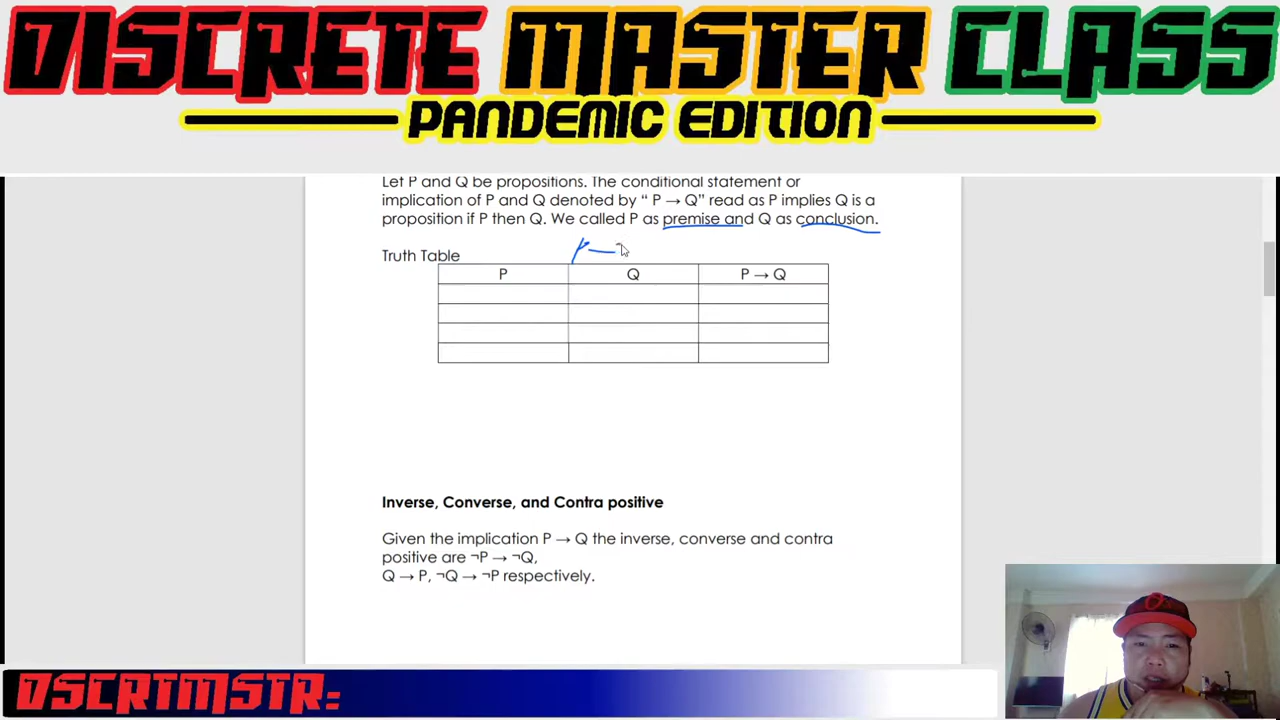 DISCRETE MASTER CLASS
PANDEMIC EDITION
Let P and Q be propositions. The conditional statement or
implication of P and Q denoted by “ P → Q” read as P implies Q is a
proposition if P then Q. We called P as premise and Q as conclusion.
Truth Table
P Q P → Q
Inverse, Converse, and Contra positive
Given the implication P → Q the inverse, converse and contra
positive are ¬P → ¬Q,
Q → P, ¬Q → ¬P respectively.
DSCRTMSTR: